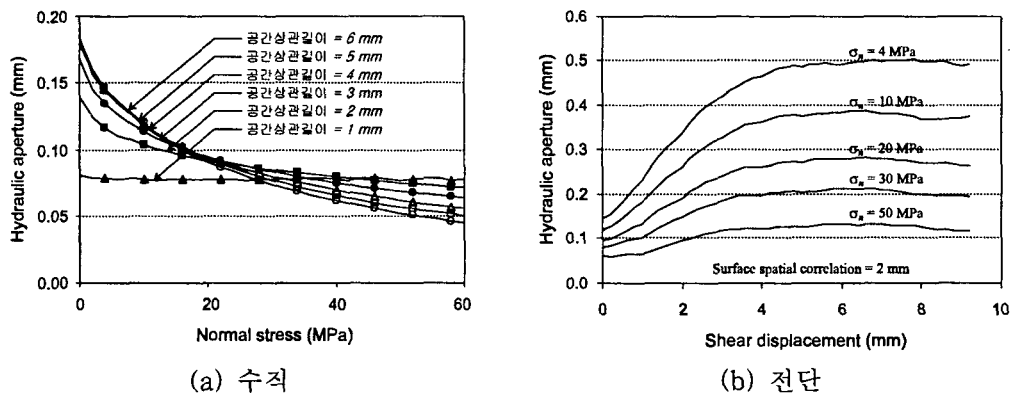 0.20
0.15
0.10
0.05
0.00
Hydraulic aperture (mm)
공간상관길이 = 6 mm
공간상관길이 = 5 mm
공간상관길이 = 4 mm
공간상관길이 = 3 mm
공간상관길이 = 2 mm
공간상관길이 = 1 mm
0 20 40 60
Normal stress (MPa)
(a) 수직
0.6
0.5
0.4
0.3
0.2
0.1
0.0
Hydraulic aperture (mm)
σn = 4 MPa
σn = 10 MPa
σn = 20 MPa
σn = 30 MPa
σn = 50 MPa
Surface spatial correlation = 2 mm
0 2 4 6 8 10
Shear displacement (mm)
(b) 전단